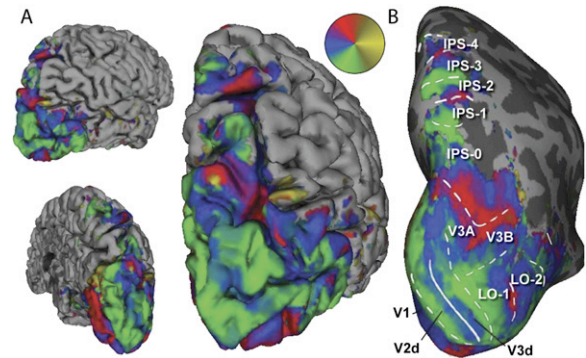 A
B
IPS-4
IPS-3
IPS-2
IPS-1
IPS-0
V3A
V3B
LO-2
LO-1
V1
V2d
V3d